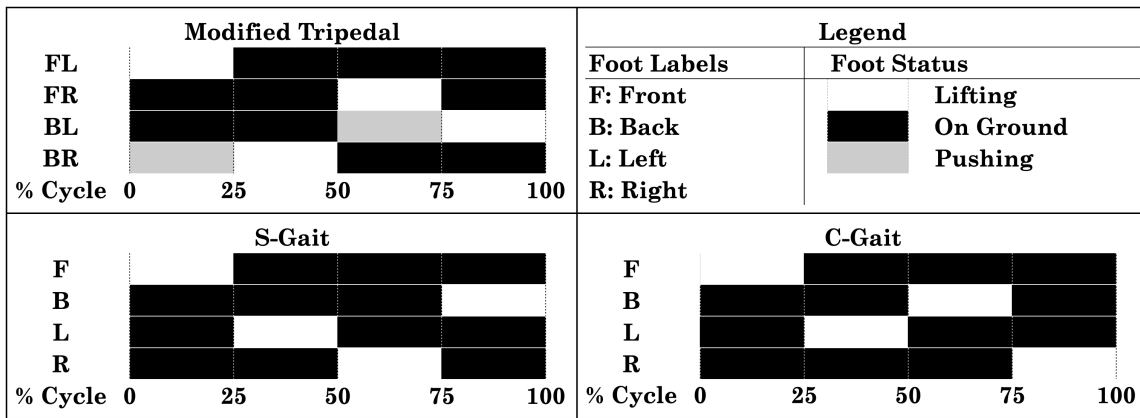 Modified Tripedal
FL
FR
BL
BR
% Cycle 0 25 50 75 100
Legend
Foot Labels Foot Status
F: Front Lifting
B: Back On Ground
L: Left Pushing
R: Right
S-Gait
F
B
L
R
% Cycle 0 25 50 75 100
C-Gait
F
B
L
R
% Cycle 0 25 50 75 100